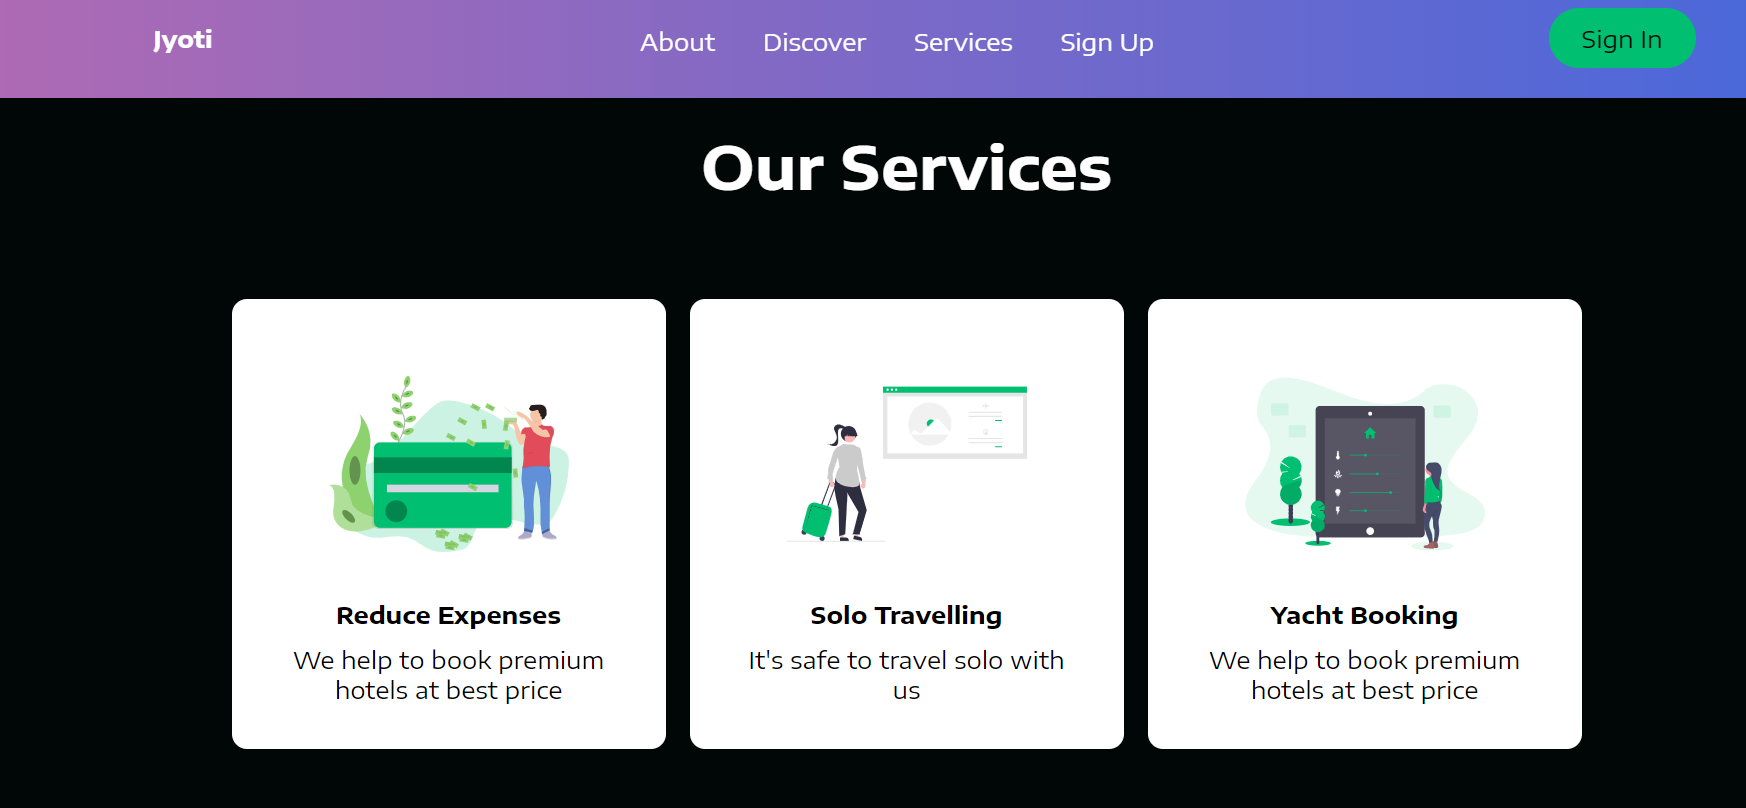 Jyoti
About
Discover
Services
Sign Up
Sign In
Our Services
Reduce Expenses
We help to book premium
hotels at best price
Solo Travelling
It's safe to travel solo with
us
Yacht Booking
We help to book premium
hotels at best price